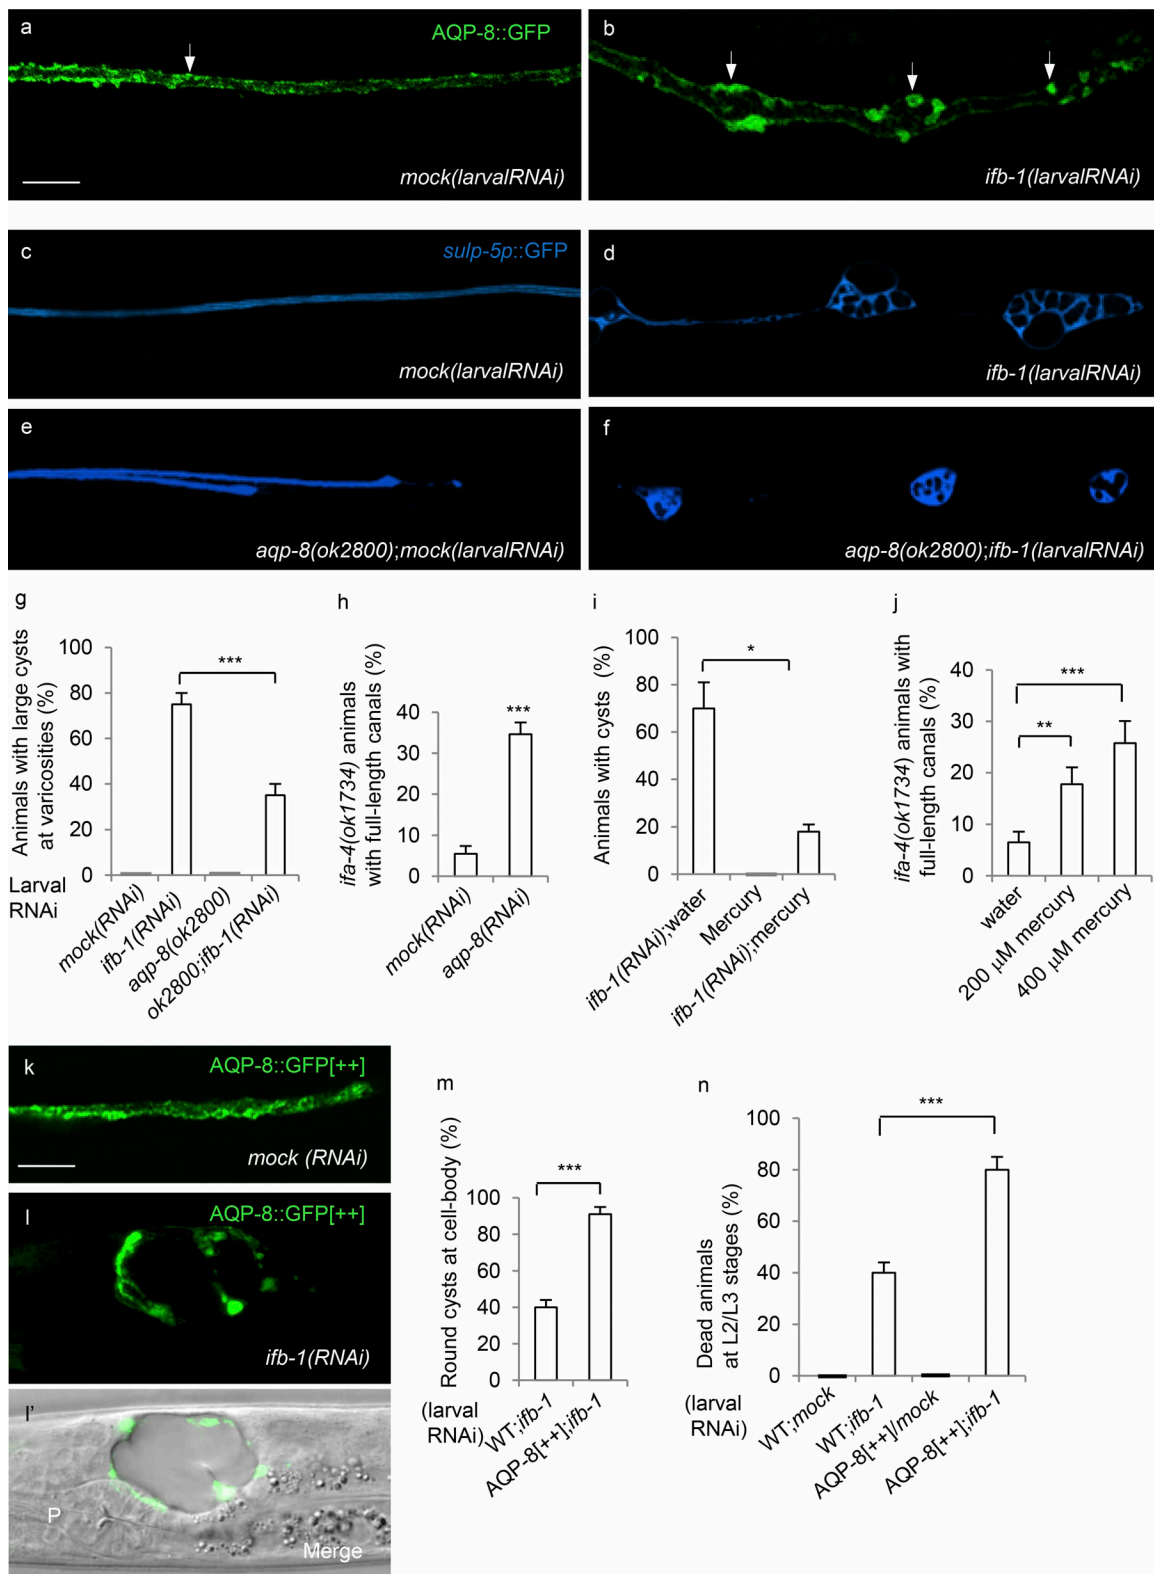 a
AQP-8::GFP
mock(larvalRNAi)
b
ifb-1(larvalRNAi)
c
sulp-5p::GFP
mock(larvalRNAi)
d
ifb-1(larvalRNAi)
e
aqp-8(ok2800);mock(larvalRNAi)
f
aqp-8(ok2800);ifb-1(larvalRNAi)
g
Animals with large cysts
at varicosities (%)
100
80
60
40
20
0
***
Larval
RNAi
mock(RNAi)
ifb-1(RNAi)
aqp-8(ok2800)
ok2800;ifb-1(RNAi)
h
ifa-4(ok1734) animals
with full-length canals (%)
40
30
20
10
0
***
mock(RNAi)
aqp-8(RNAi)
i
Animals with cysts (%)
100
80
60
40
20
0
*
ifb-1(RNAi);water
Mercury
ifb-1(RNAi);mercury
j
ifa-4(ok1734) animals with
full-length canals (%)
40
30
20
10
0
***
**
water
200 μM mercury
400 μM mercury
k
AQP-8::GFP[++]
mock (RNAi)
l
AQP-8::GFP[++]
ifb-1(RNAi)
l'
P
Merge
m
Round cysts at cell-body (%)
100
80
60
40
20
0
***
(larval
RNAi)
WT;ifb-1
AQP-8[++];ifb-1
n
Dead animals
at L2/L3 stages (%)
100
80
60
40
20
0
***
(larval
RNAi)
WT;mock
WT;ifb-1
AQP-8[++]/mock
AQP-8[++];ifb-1